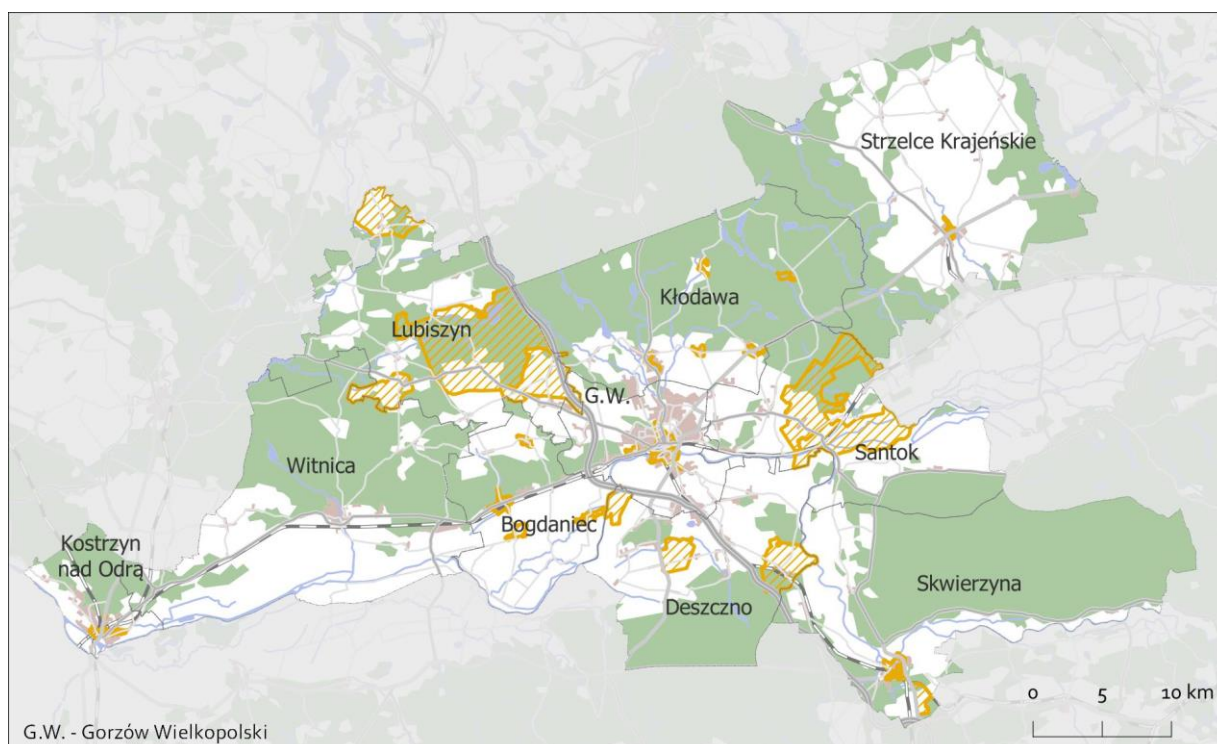 Strzelce Krajeńskie
Kłodawa
Lubiszyn
G.W.
Witnica
Santok
Bogdaniec
Kostrzyn
nad Odrą
Skwierzyna
Deszczno
0 5 10 km
G.W. - Gorzów Wielkopolski